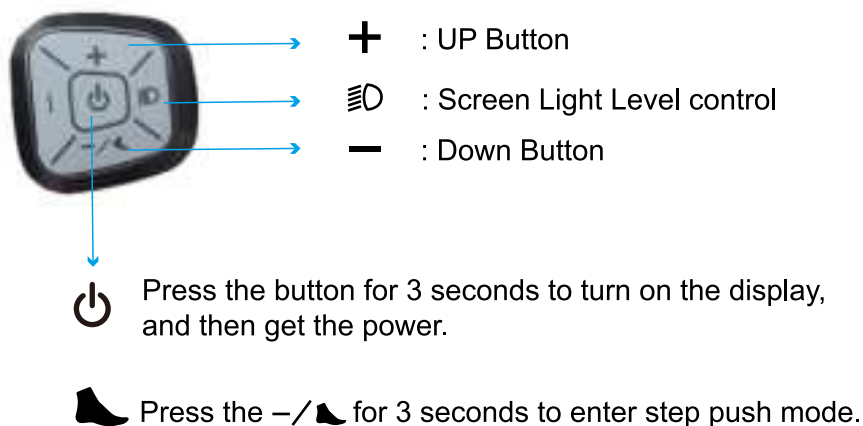 + : UP Button
: Screen Light Level control
— : Down Button
Press the button for 3 seconds to turn on the display,
and then get the power.
Press the –/ for 3 seconds to enter step push mode.